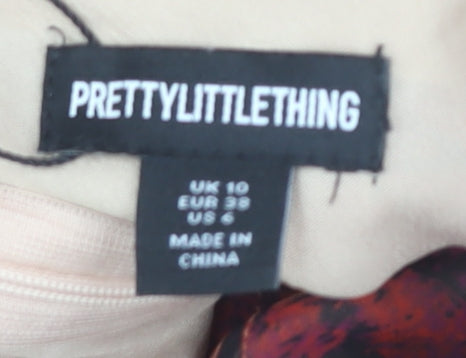 PRETTYLITTLETHING
UK 10
EUR 38
US 6
MADE IN
CHINA